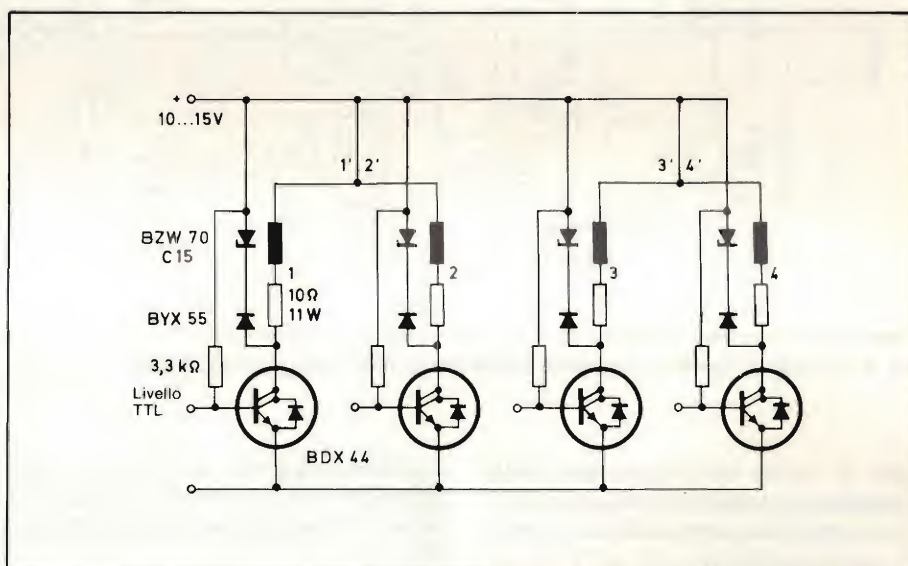 +
10...15V
1' 2'
3' 4'
BZW 70
C15
1
2
3
4
10Ω
11W
BYX 55
3,3 kΩ
Livello
TTL
BDX 44